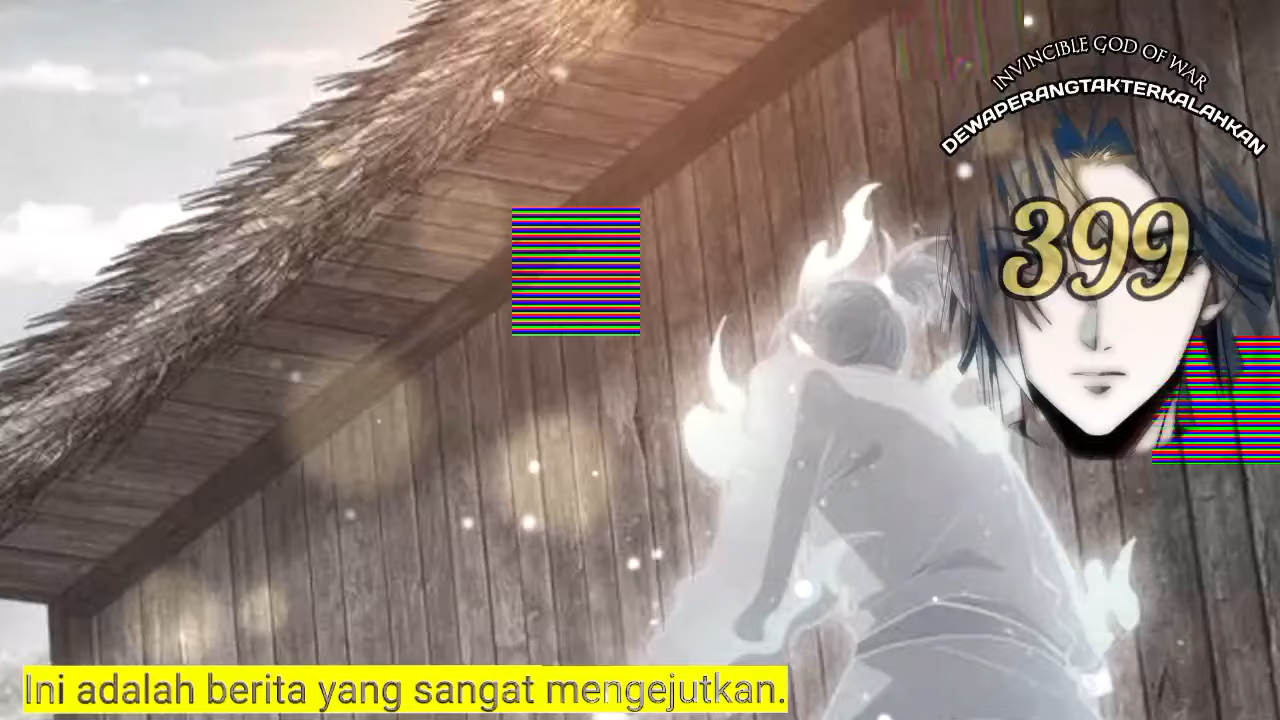 INVINCIBLE GOD OF WAR
DEWAPERANGTAKTERKALAHKAN
399
Ini adalah berita yang sangat mengejutkan.